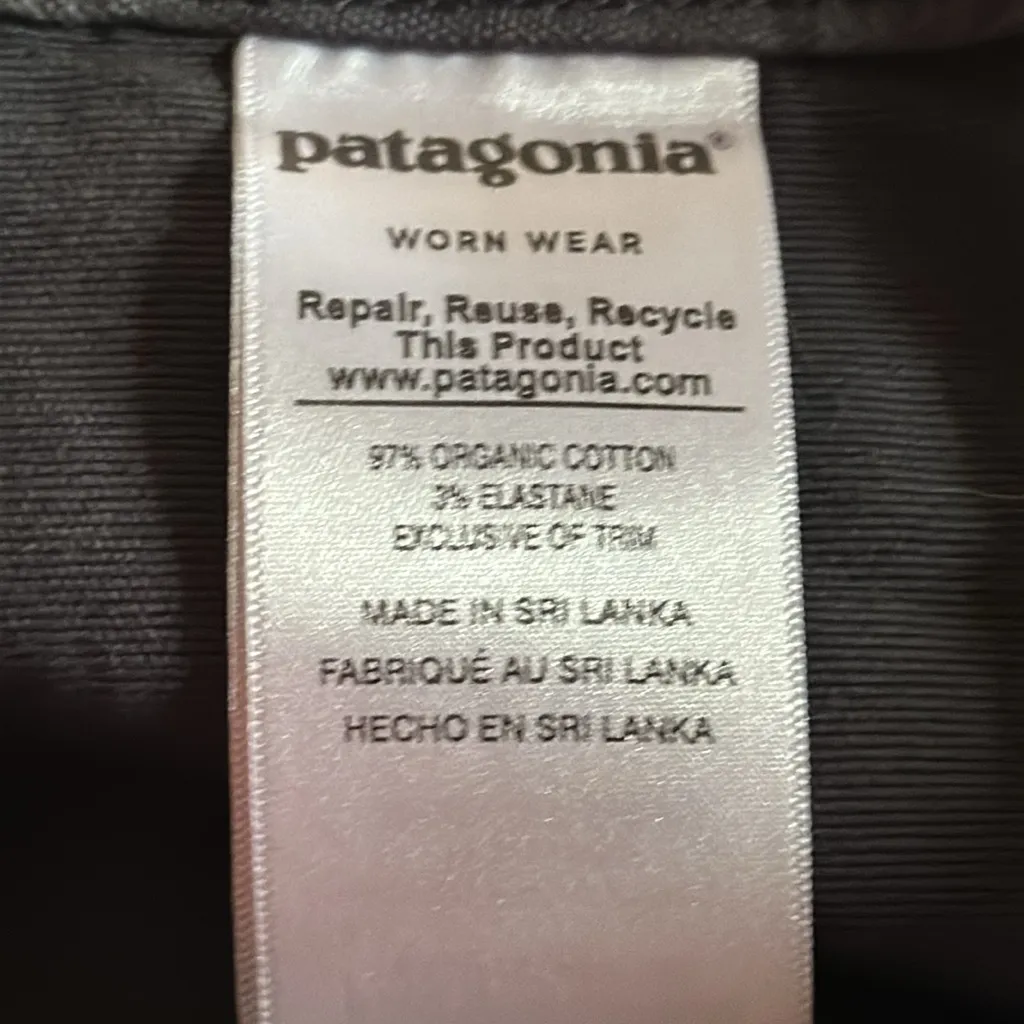 patagonia®
WORN WEAR
Repair, Reuse, Recycle
This Product
www.patagonia.com
97% ORGANIC COTTON
3% ELASTANE
EXCLUSIVE OF TRIM
MADE IN SRI LANKA
FABRIQUÉ AU SRI LANKA
HECHO EN SRI LANKA